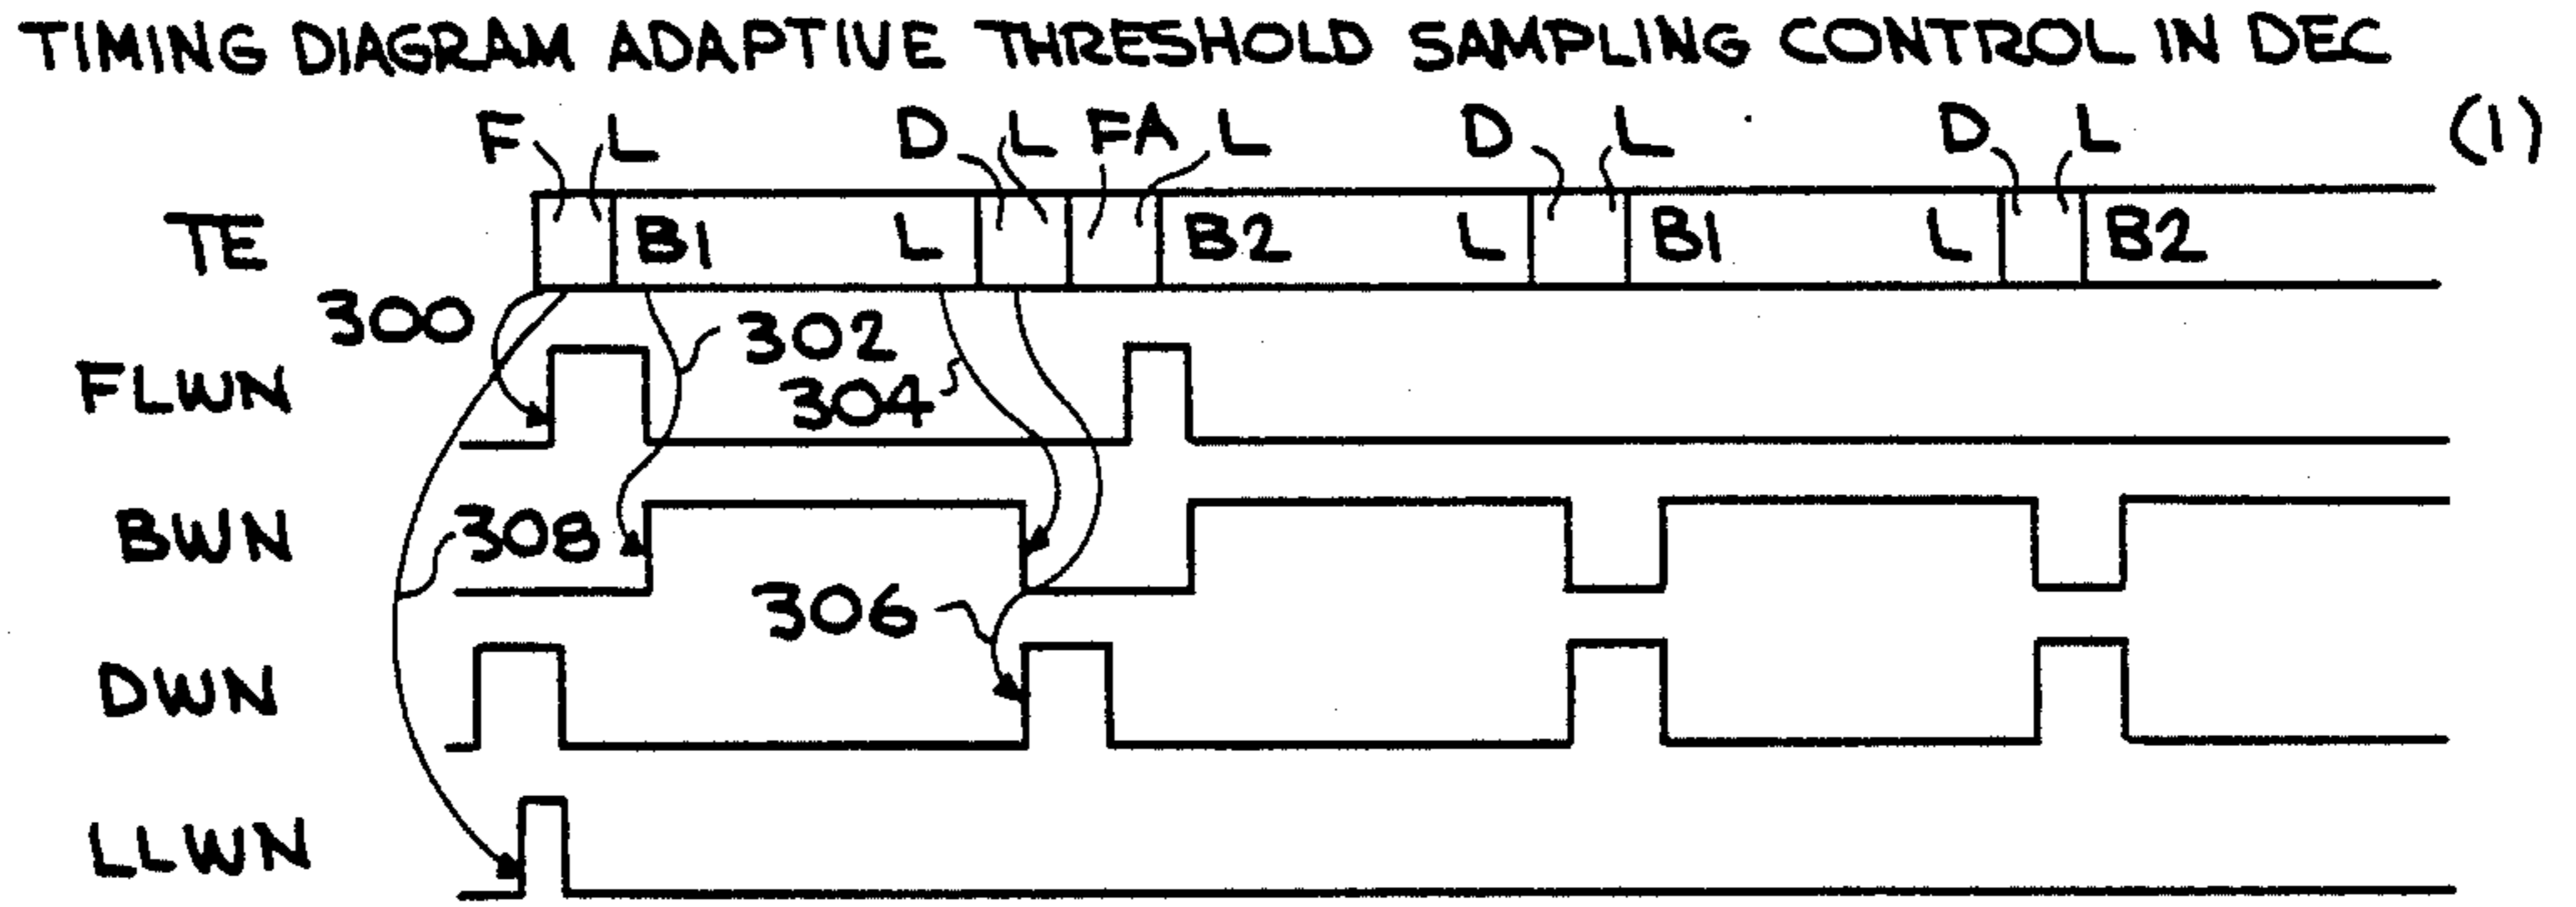 TIMING DIAGRAM ADAPTIVE THRESHOLD SAMPLING CONTROL IN DEC
F L D L FA L D L D L (1)
TE B1 L B2 L B1 L B2
300 302
FLWN 304
BWN 308
306
DWN
LLWN